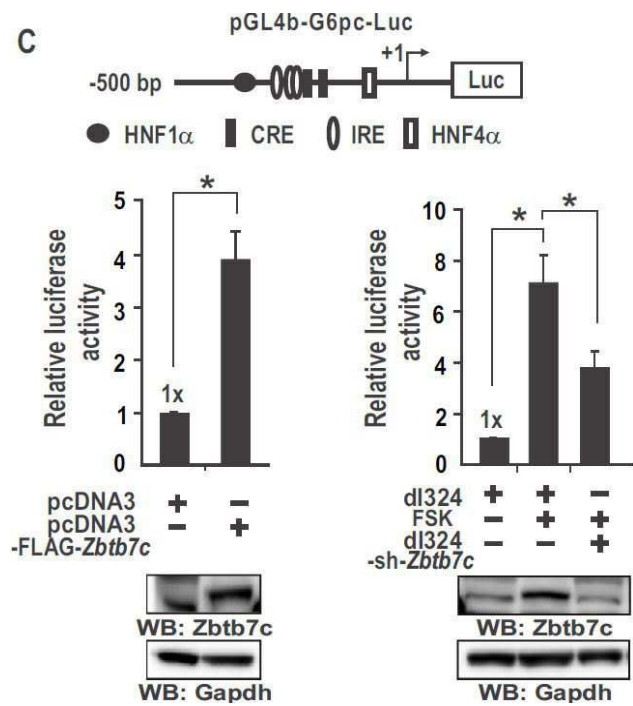 C
pGL4b-G6pc-Luc
+1
-500 bp
Luc
HNF1α CRE IRE HNF4α
Relative luciferase activity
5
4
3
2
1
0
*
1x
pcDNA3 + −
pcDNA3 − +
-FLAG-Zbtb7c
WB: Zbtb7c
WB: Gapdh
Relative luciferase activity
10
8
6
4
2
0
* *
1x
dl324 + + −
FSK − + +
dl324 − − +
-sh-Zbtb7c
WB: Zbtb7c
WB: Gapdh